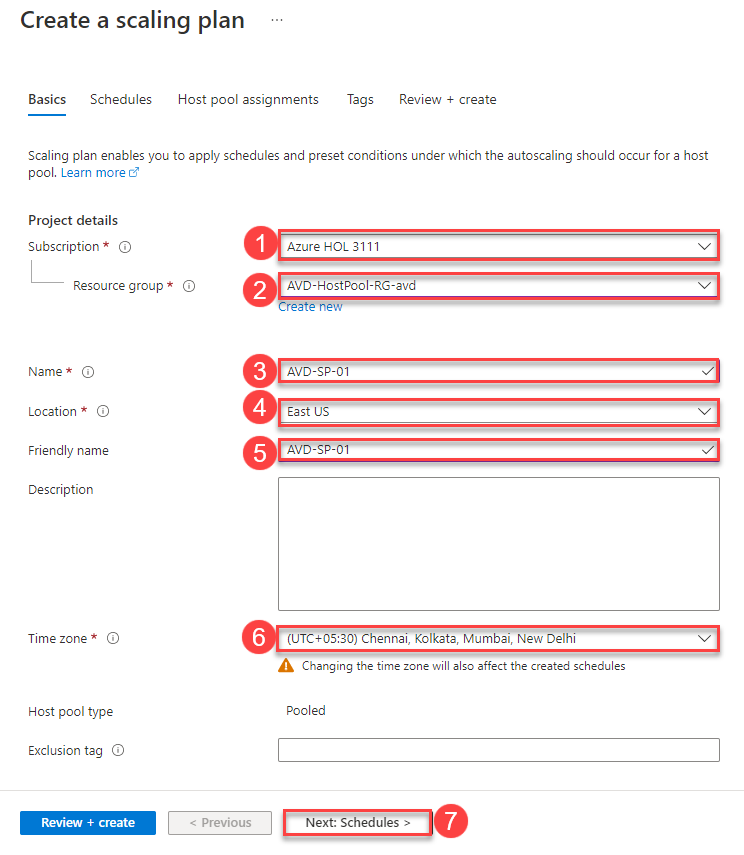 Create a scaling plan ...
Basics Schedules Host pool assignments Tags Review + create
Scaling plan enables you to apply schedules and preset conditions under which the autoscaling should occur for a host
pool. Learn more
Project details
Subscription * 1 Azure HOL 3111
Resource group * 2 AVD-HostPool-RG-avd
Create new
Name * 3 AVD-SP-01
Location * 4 East US
Friendly name 5 AVD-SP-01
Description
Time zone * 6 (UTC+05:30) Chennai, Kolkata, Mumbai, New Delhi
Changing the time zone will also affect the created schedules
Host pool type Pooled
Exclusion tag
Review + create < Previous Next: Schedules > 7